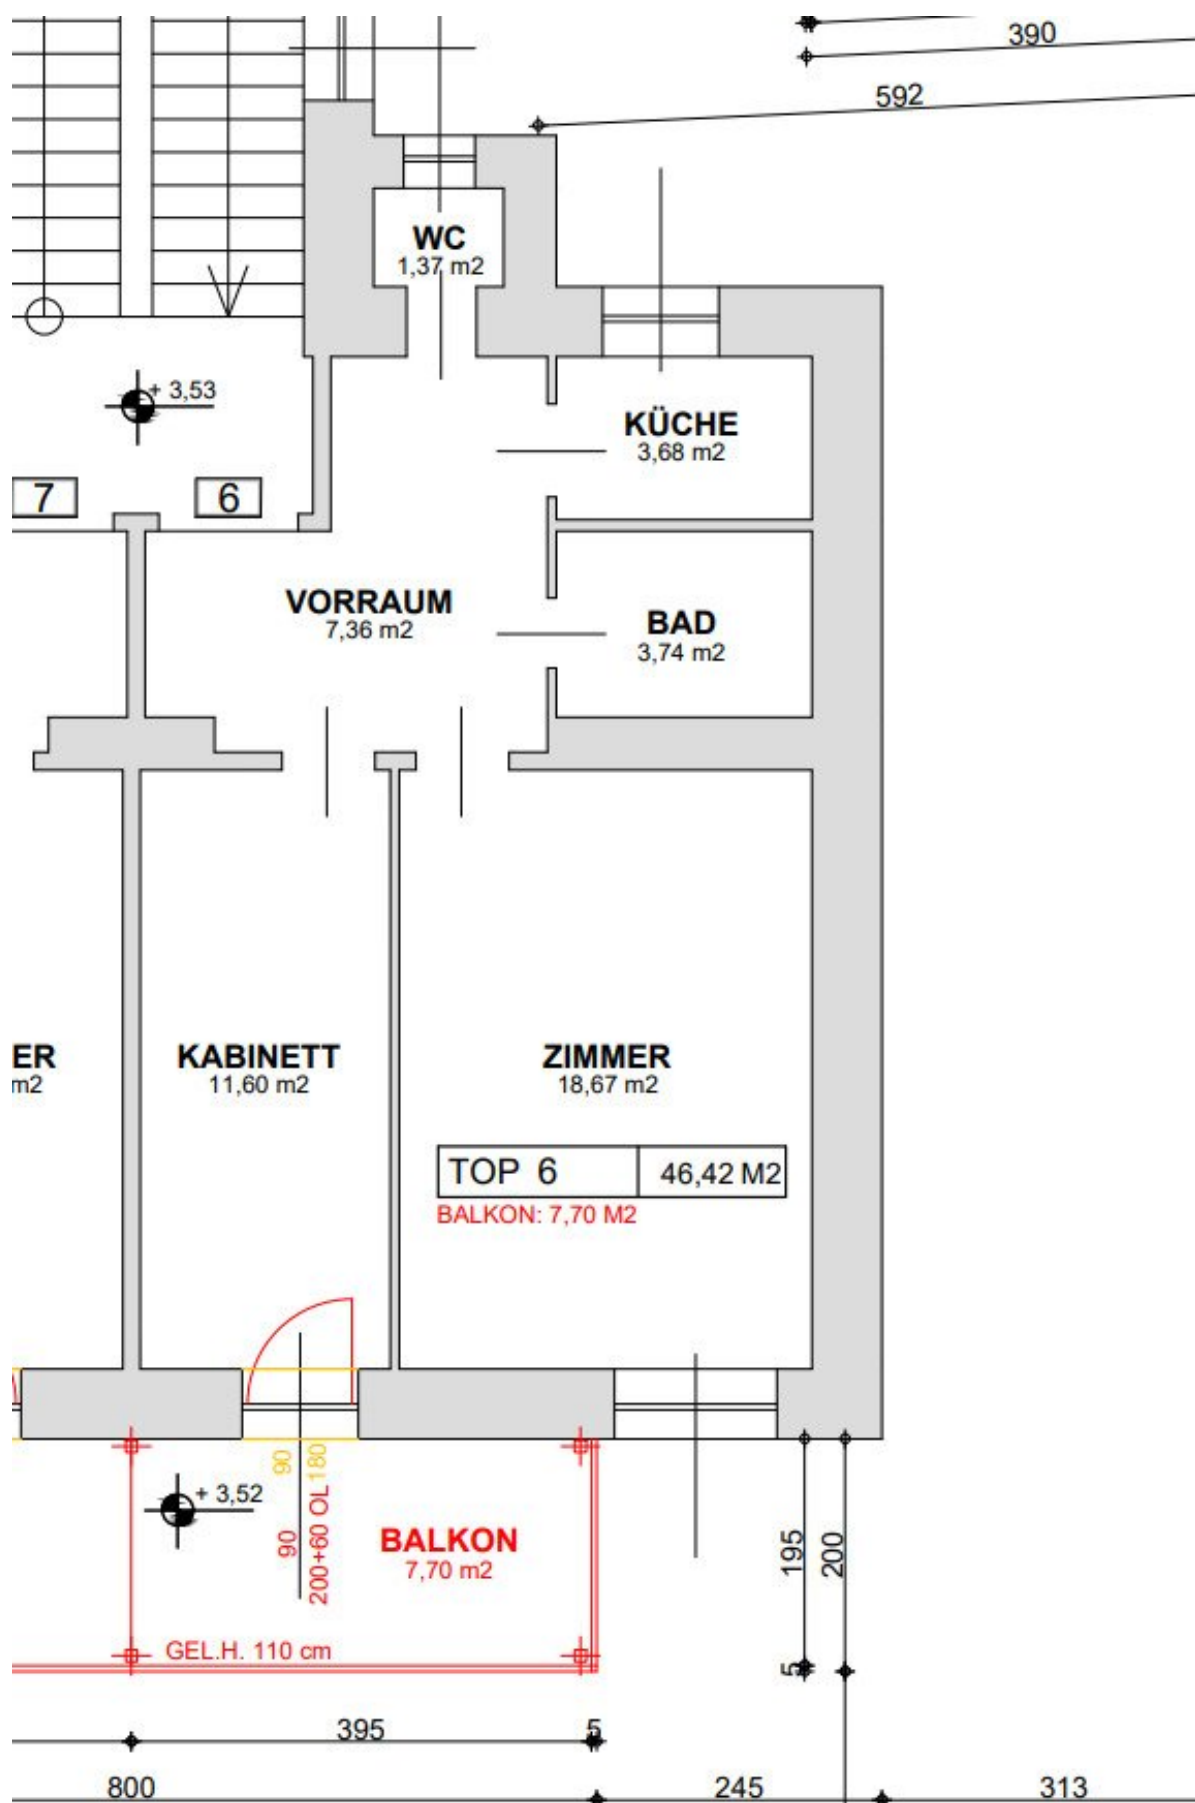 390
592
WC
1,37 m2
+ 3,53
KÜCHE
3,68 m2
7
6
VORRAUM
7,36 m2
BAD
3,74 m2
ER
m2
KABINETT
11,60 m2
ZIMMER
18,67 m2
TOP 6
46,42 M2
BALKON: 7,70 M2
90
180
+ 3,52
90
200+60 OL
BALKON
7,70 m2
195
200
GEL.H. 110 cm
5
395
5
800
245
313